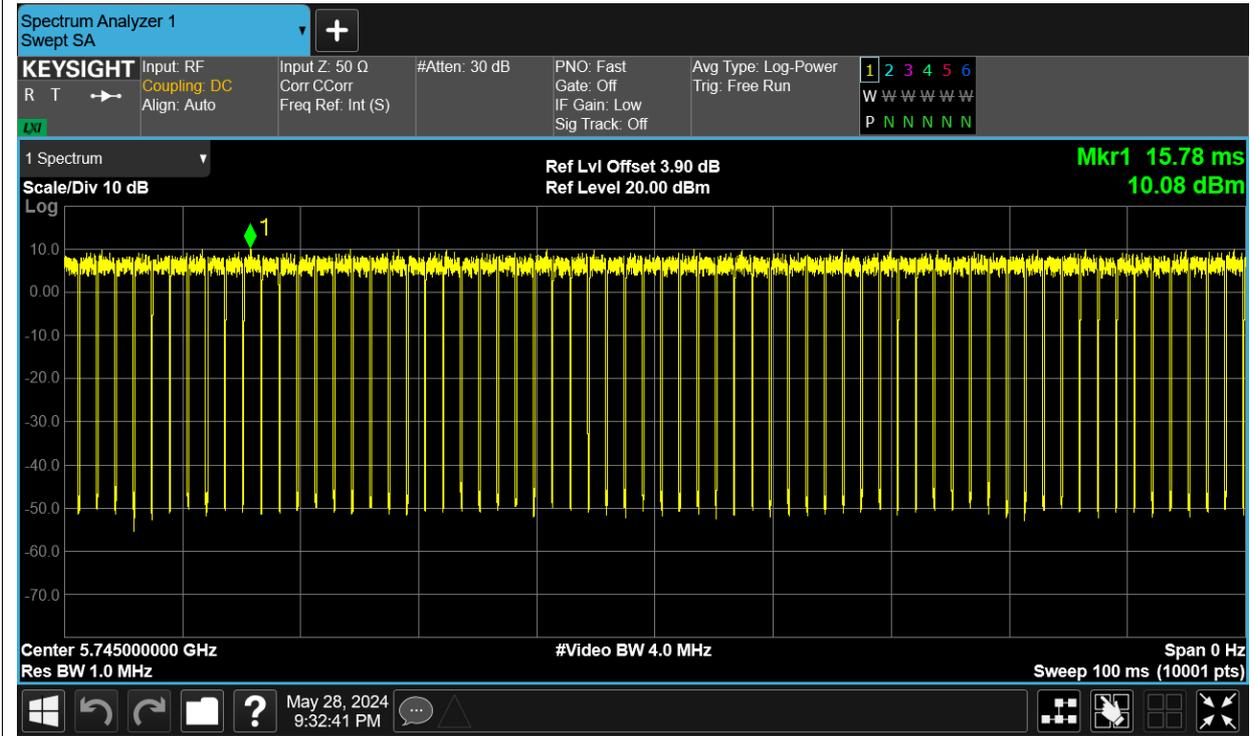 Spectrum Analyzer 1
Swept SA
KEYSIGHT
R T
LXI
Input: RF
Coupling: DC
Align: Auto
Input Z: 50 Ω
Corr CCorr
Freq Ref: Int (S)
#Atten: 30 dB
PNO: Fast
Gate: Off
IF Gain: Low
Sig Track: Off
Avg Type: Log-Power
Trig: Free Run
1 2 3 4 5 6
W W W W W W
P N N N N N
1 Spectrum
Scale/Div 10 dB
Log
Ref Lvl Offset 3.90 dB
Ref Level 20.00 dBm
Mkr1 15.78 ms
10.08 dBm
1
10.0
0.00
-10.0
-20.0
-30.0
-40.0
-50.0
-60.0
-70.0
Center 5.745000000 GHz
Res BW 1.0 MHz
#Video BW 4.0 MHz
Span 0 Hz
Sweep 100 ms (10001 pts)
?
May 28, 2024
9:32:41 PM